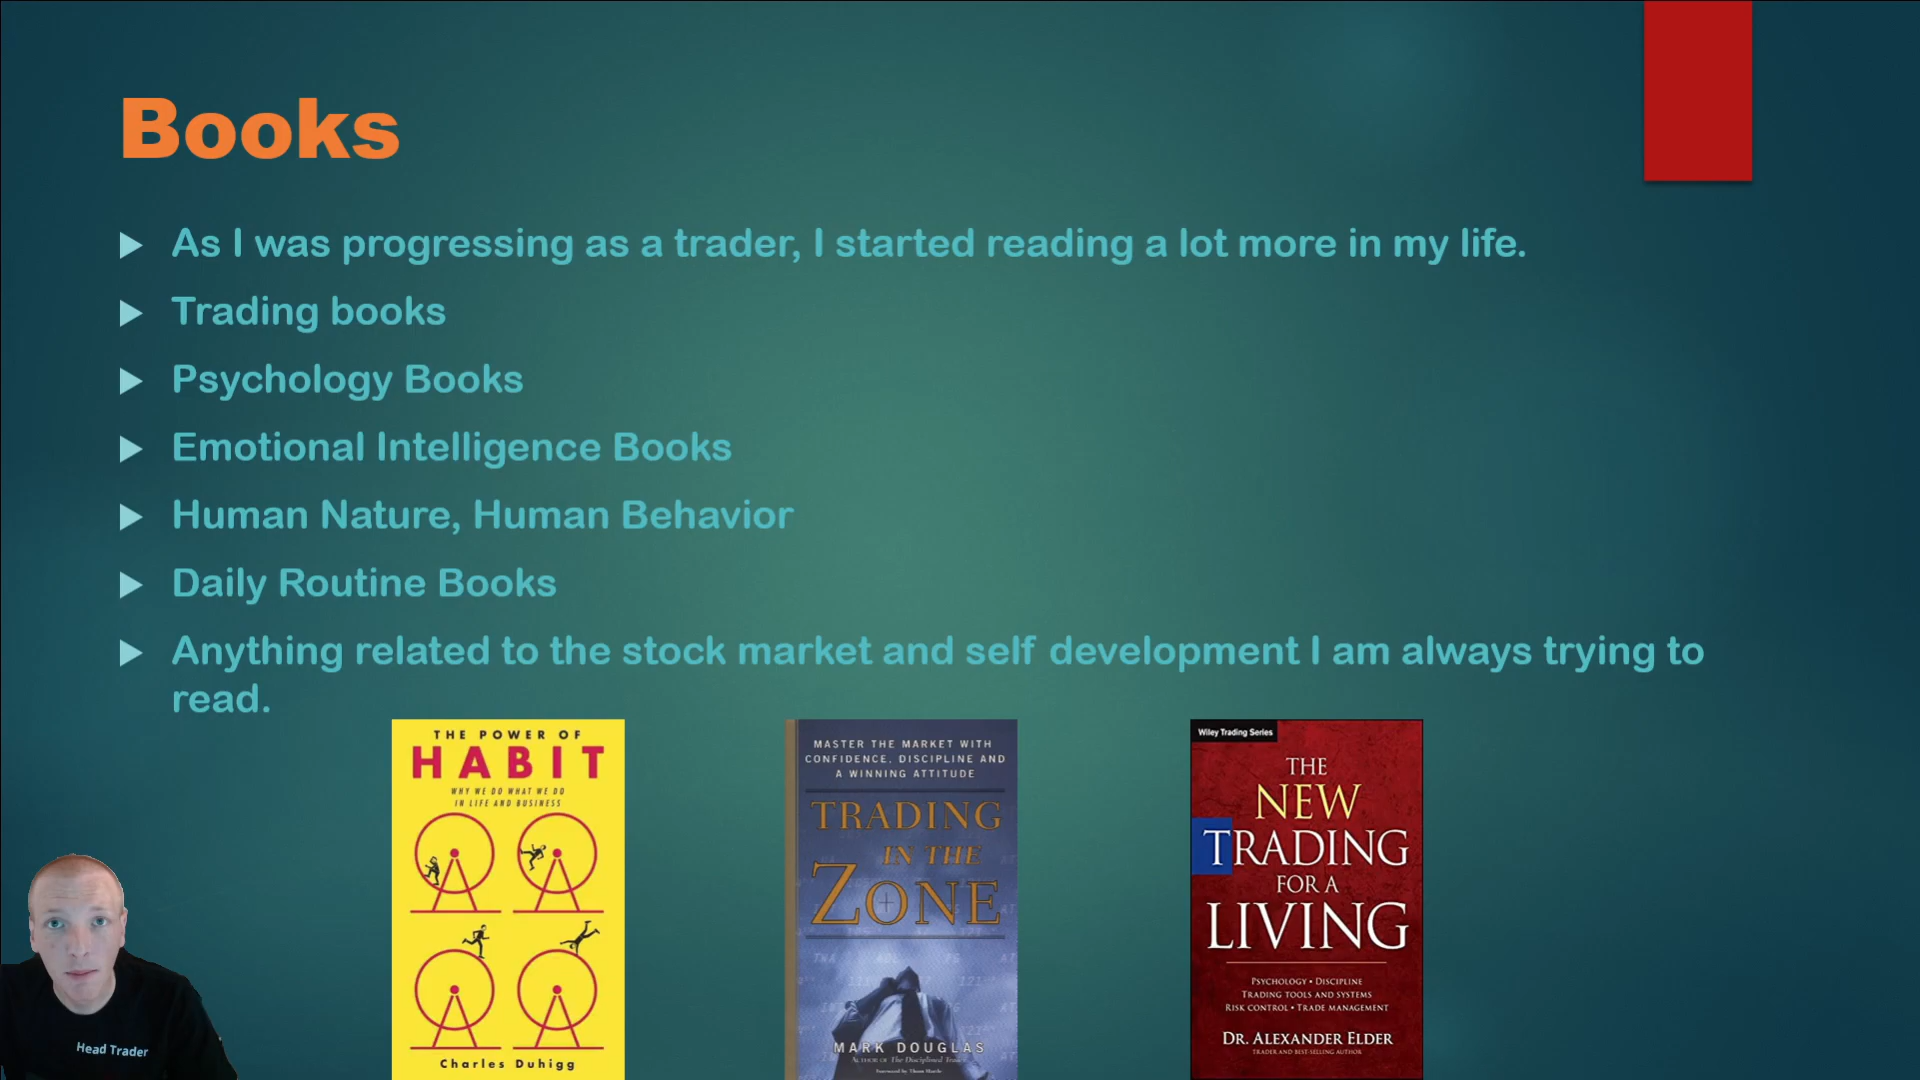 Books
As I was progressing as a trader, I started reading a lot more in my life.
Trading books
Psychology Books
Emotional Intelligence Books
Human Nature, Human Behavior
Daily Routine Books
Anything related to the stock market and self development I am always trying to
read.
THE POWER OF
HABIT
WHY WE DO WHAT WE DO
IN LIFE AND BUSINESS
Charles Duhigg
MASTER THE MARKET WITH
CONFIDENCE, DISCIPLINE AND
A WINNING ATTITUDE
TRADING
IN THE
ZONE
MARK DOUGLAS
AUTHOR OF The Disciplined Trader
Wiley Trading Series
THE
NEW
TRADING
FOR A
LIVING
PSYCHOLOGY • DISCIPLINE
TRADING TOOLS AND SYSTEMS
RISK CONTROL • TRADE MANAGEMENT
DR. ALEXANDER ELDER
TRADER AND BEST-SELLING AUTHOR
Head Trader